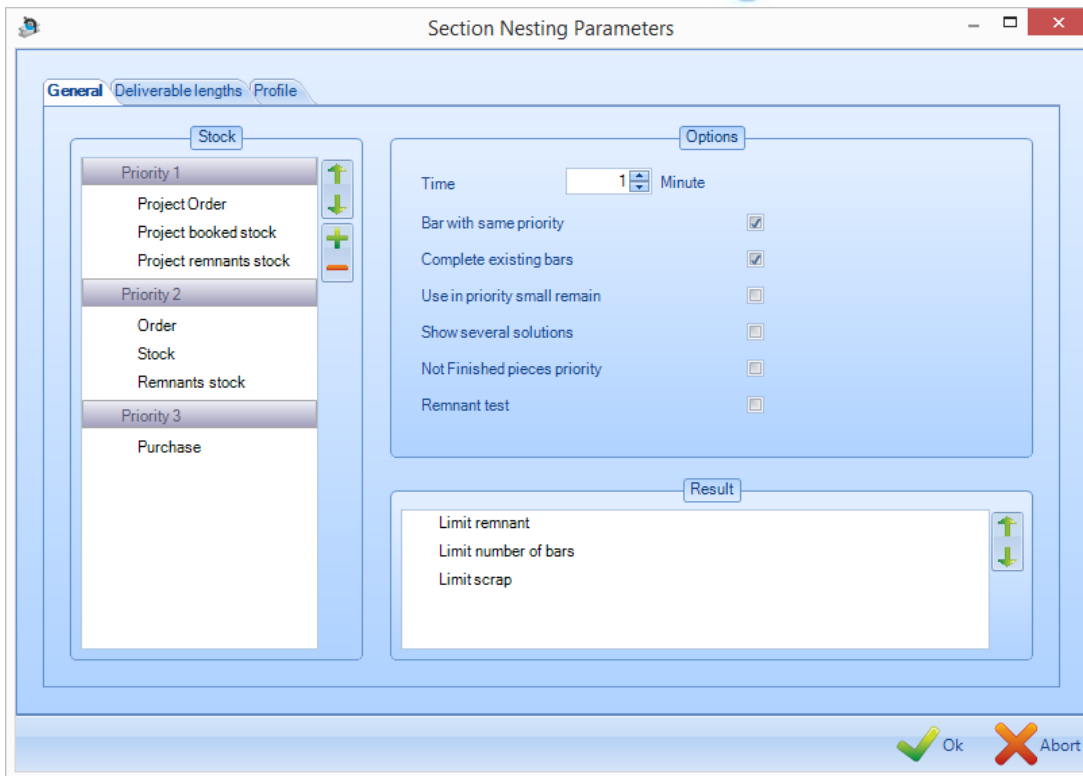 Section Nesting Parameters
General Deliverable lengths Profile
Stock
Priority 1
Project Order
Project booked stock
Project remnants stock
Priority 2
Order
Stock
Remnants stock
Priority 3
Purchase
Options
Time 1 Minute
Bar with same priority
Complete existing bars
Use in priority small remain
Show several solutions
Not Finished pieces priority
Remnant test
Result
Limit remnant
Limit number of bars
Limit scrap
Ok Abort